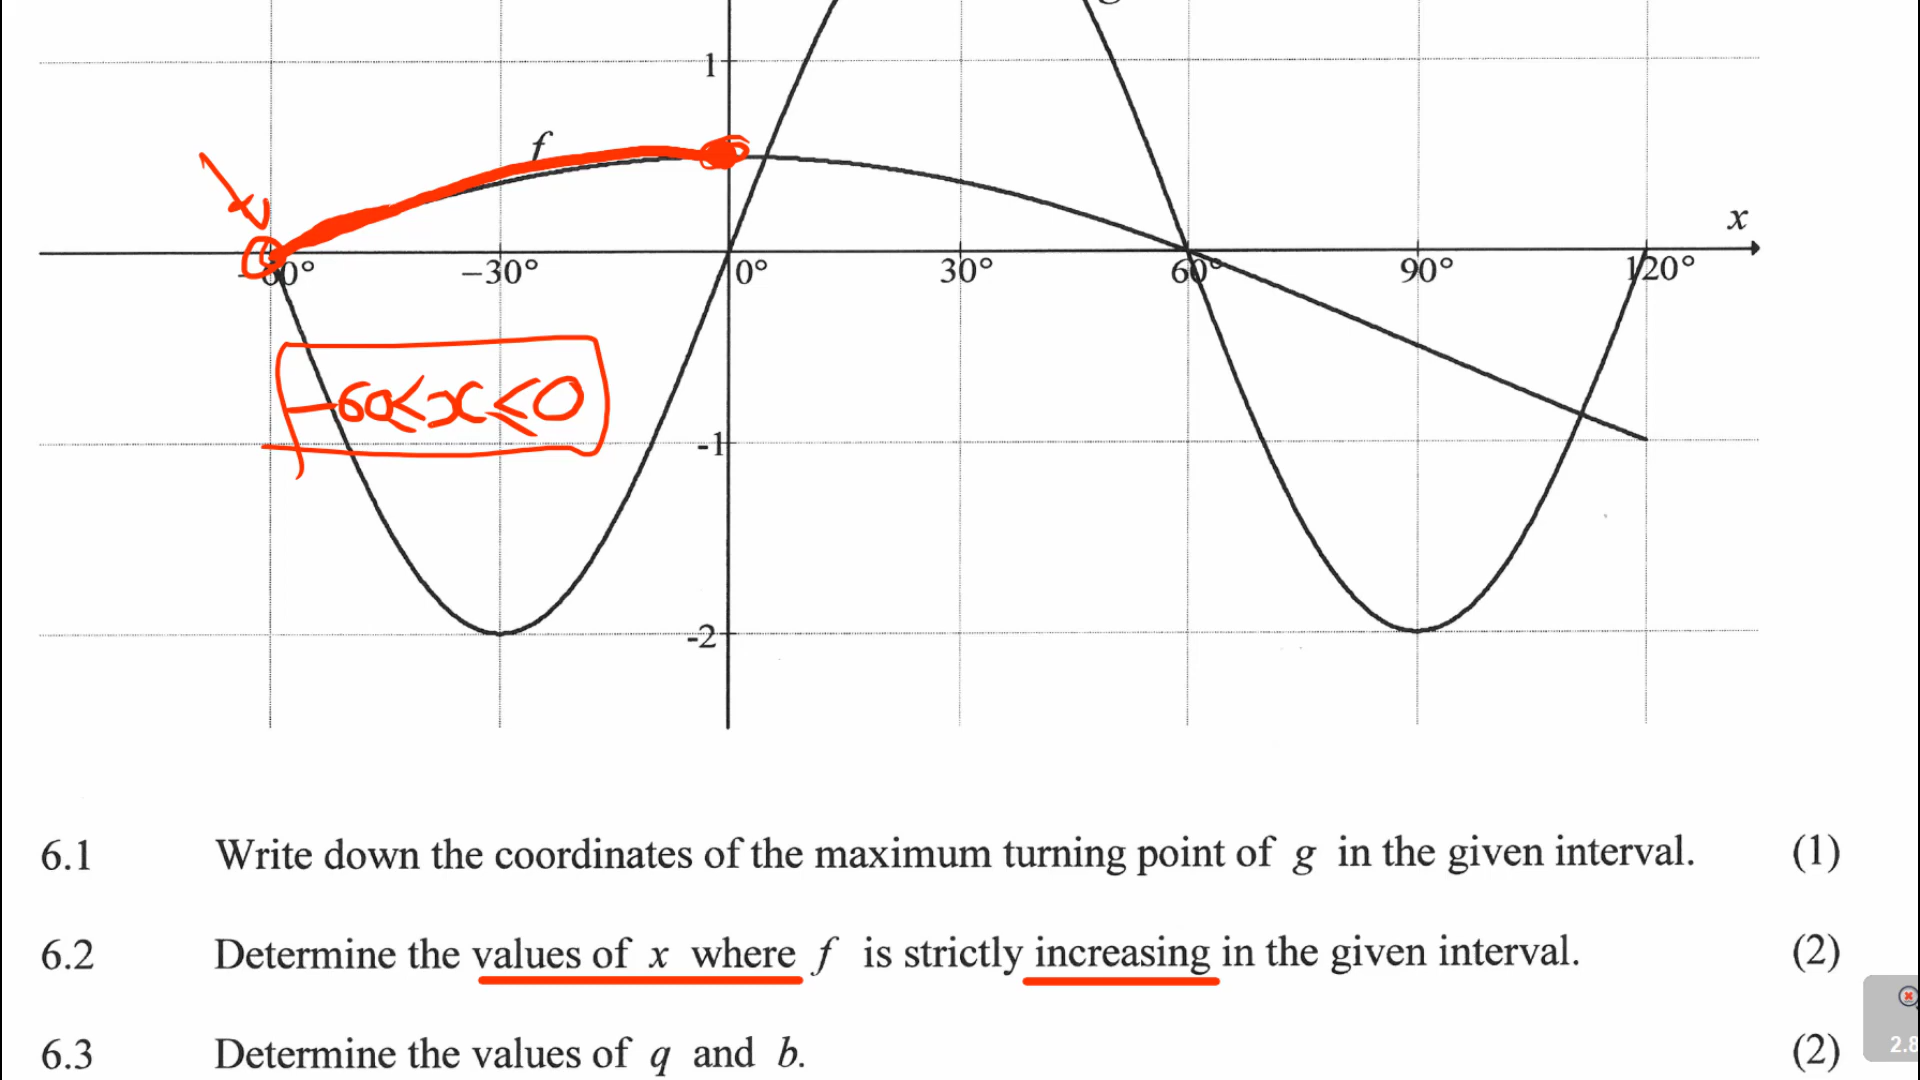 1
f
x
-60° −30° 0° 30° 60° 90° 120°
-60<x<0
-1
-2
6.1 Write down the coordinates of the maximum turning point of g in the given interval. (1)
6.2 Determine the values of x where f is strictly increasing in the given interval. (2)
6.3 Determine the values of q and b. (2)
2.8